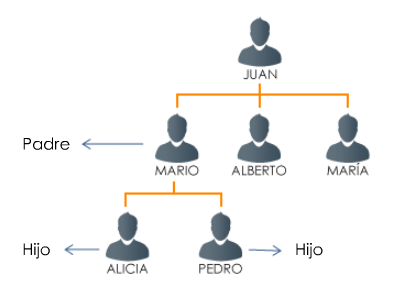 JUAN
Padre
MARIO
ALBERTO
MARÍA
Hijo
ALICIA
PEDRO
Hijo